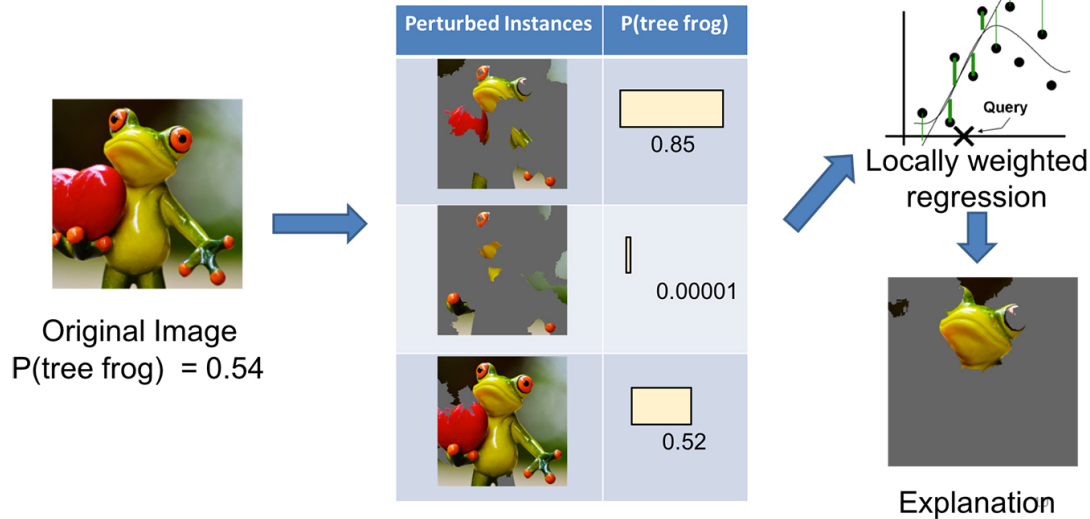 Perturbed Instances
P(tree frog)
Original Image
P(tree frog) = 0.54
0.85
0.00001
0.52
Query
Locally weighted
regression
Explanation